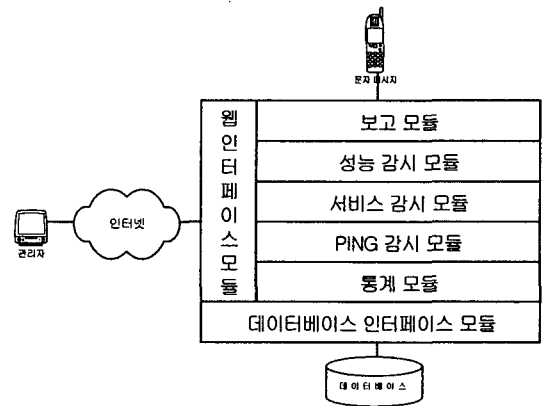 문자 메시지
웹인터페이스모듈
보고 모듈
성능 감시 모듈
서비스 감시 모듈
PING 감시 모듈
통계 모듈
데이터베이스 인터페이스 모듈
인터넷
관리자
데이터베이스